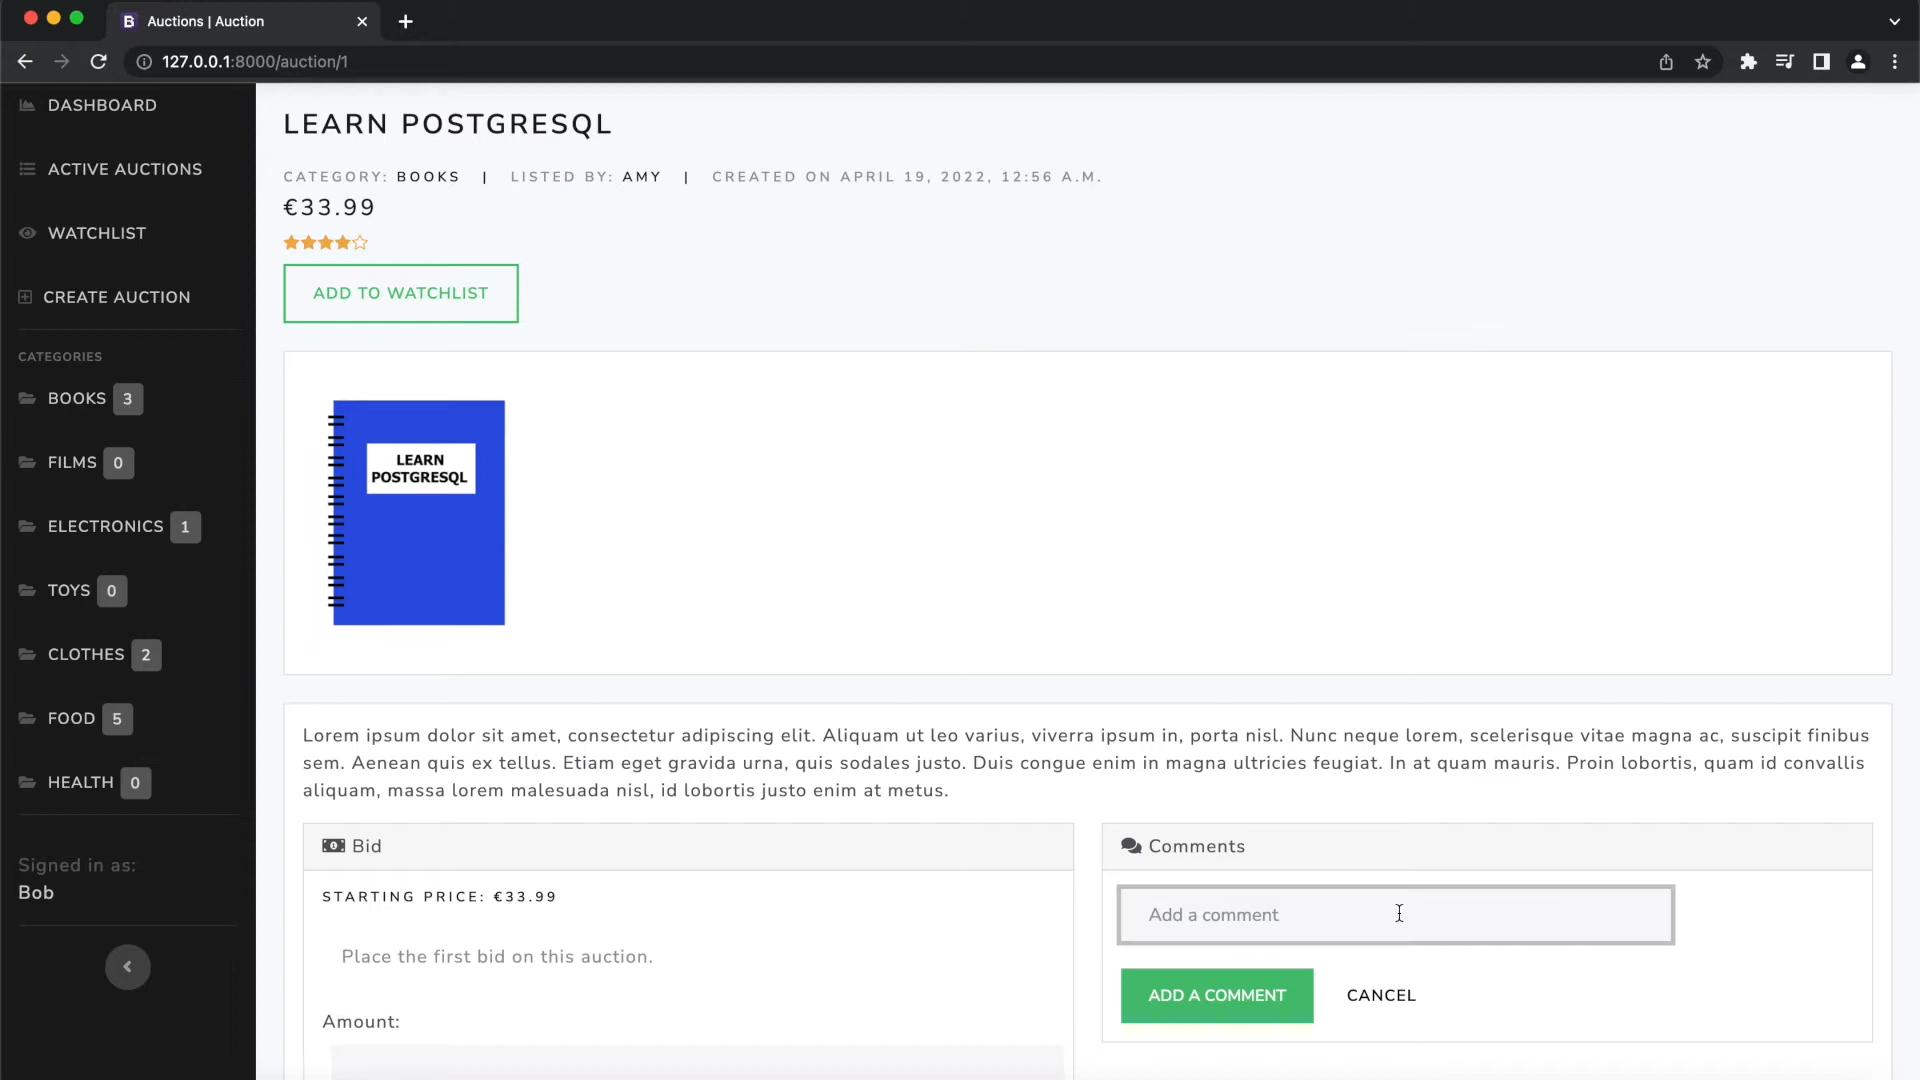 Auctions | Auction
127.0.0.1:8000/auction/1
DASHBOARD
ACTIVE AUCTIONS
WATCHLIST
CREATE AUCTION
CATEGORIES
BOOKS 3
FILMS 0
ELECTRONICS 1
TOYS 0
CLOTHES 2
FOOD 5
HEALTH 0
Signed in as:
Bob
LEARN POSTGRESQL
CATEGORY: BOOKS | LISTED BY: AMY | CREATED ON APRIL 19, 2022, 12:56 A.M.
€33.99
ADD TO WATCHLIST
LEARN
POSTGRESQL
Lorem ipsum dolor sit amet, consectetur adipiscing elit. Aliquam ut leo varius, viverra ipsum in, porta nisl. Nunc neque lorem, scelerisque vitae magna ac, suscipit finibus
sem. Aenean quis ex tellus. Etiam eget gravida urna, quis sodales justo. Duis congue enim in magna ultricies feugiat. In at quam mauris. Proin lobortis, quam id convallis
aliquam, massa lorem malesuada nisl, id lobortis justo enim at metus.
Bid
STARTING PRICE: €33.99
Place the first bid on this auction.
Amount:
Comments
Add a comment
ADD A COMMENT CANCEL